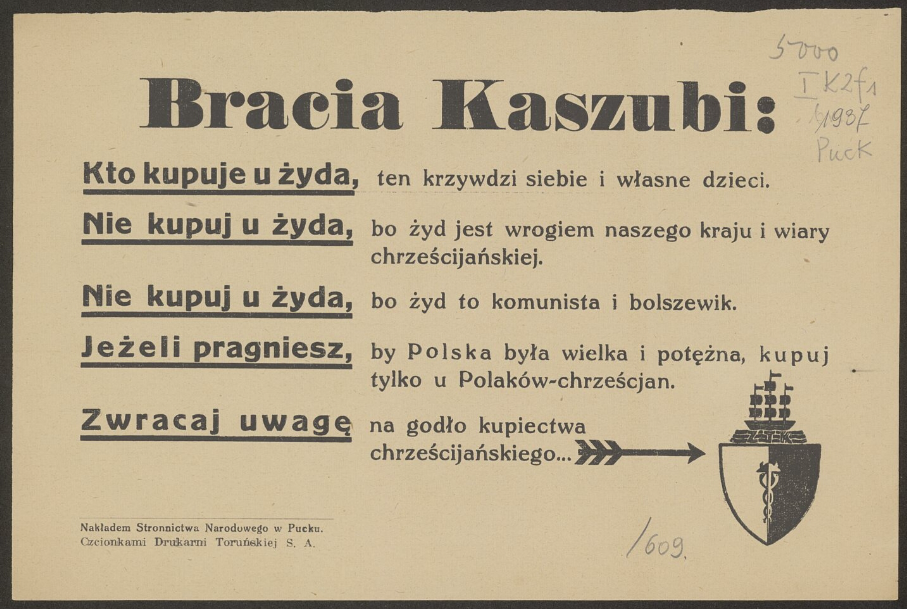 5000
I K2f1
1937
Puck
Bracia Kaszubi:
Kto kupuje u żyda, ten krzywdzi siebie i własne dzieci.
Nie kupuj u żyda, bo żyd jest wrogiem naszego kraju i wiary
chrześcijańskiej.
Nie kupuj u żyda, bo żyd to komunista i bolszewik.
Jeżeli pragniesz, by Polska była wielka i potężna, kupuj
tylko u Polaków-chrześcjan.
Zwracaj uwagę na godło kupiectwa
chrześcijańskiego...
Nakładem Stronnictwa Narodowego w Pucku.
Czcionkami Drukarni Toruńskiej S. A.
/609.